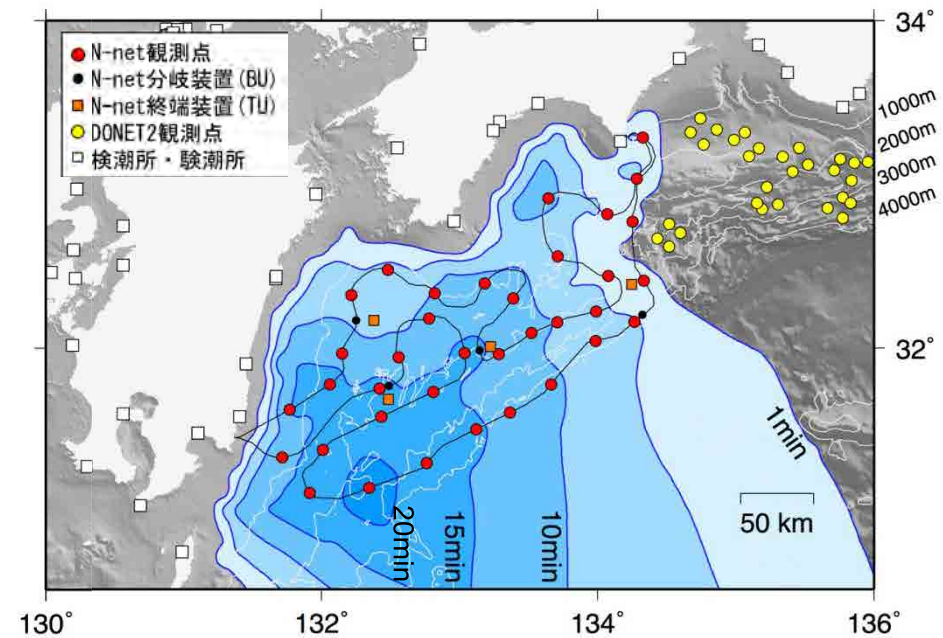 N-net観測点
N-net分岐装置(BU)
N-net終端装置(TU)
DONET2観測点
検潮所・験潮所
34˚
1000m
2000m
3000m
4000m
32˚
1min
50 km
20min
15min
10min
130˚
132˚
134˚
136˚